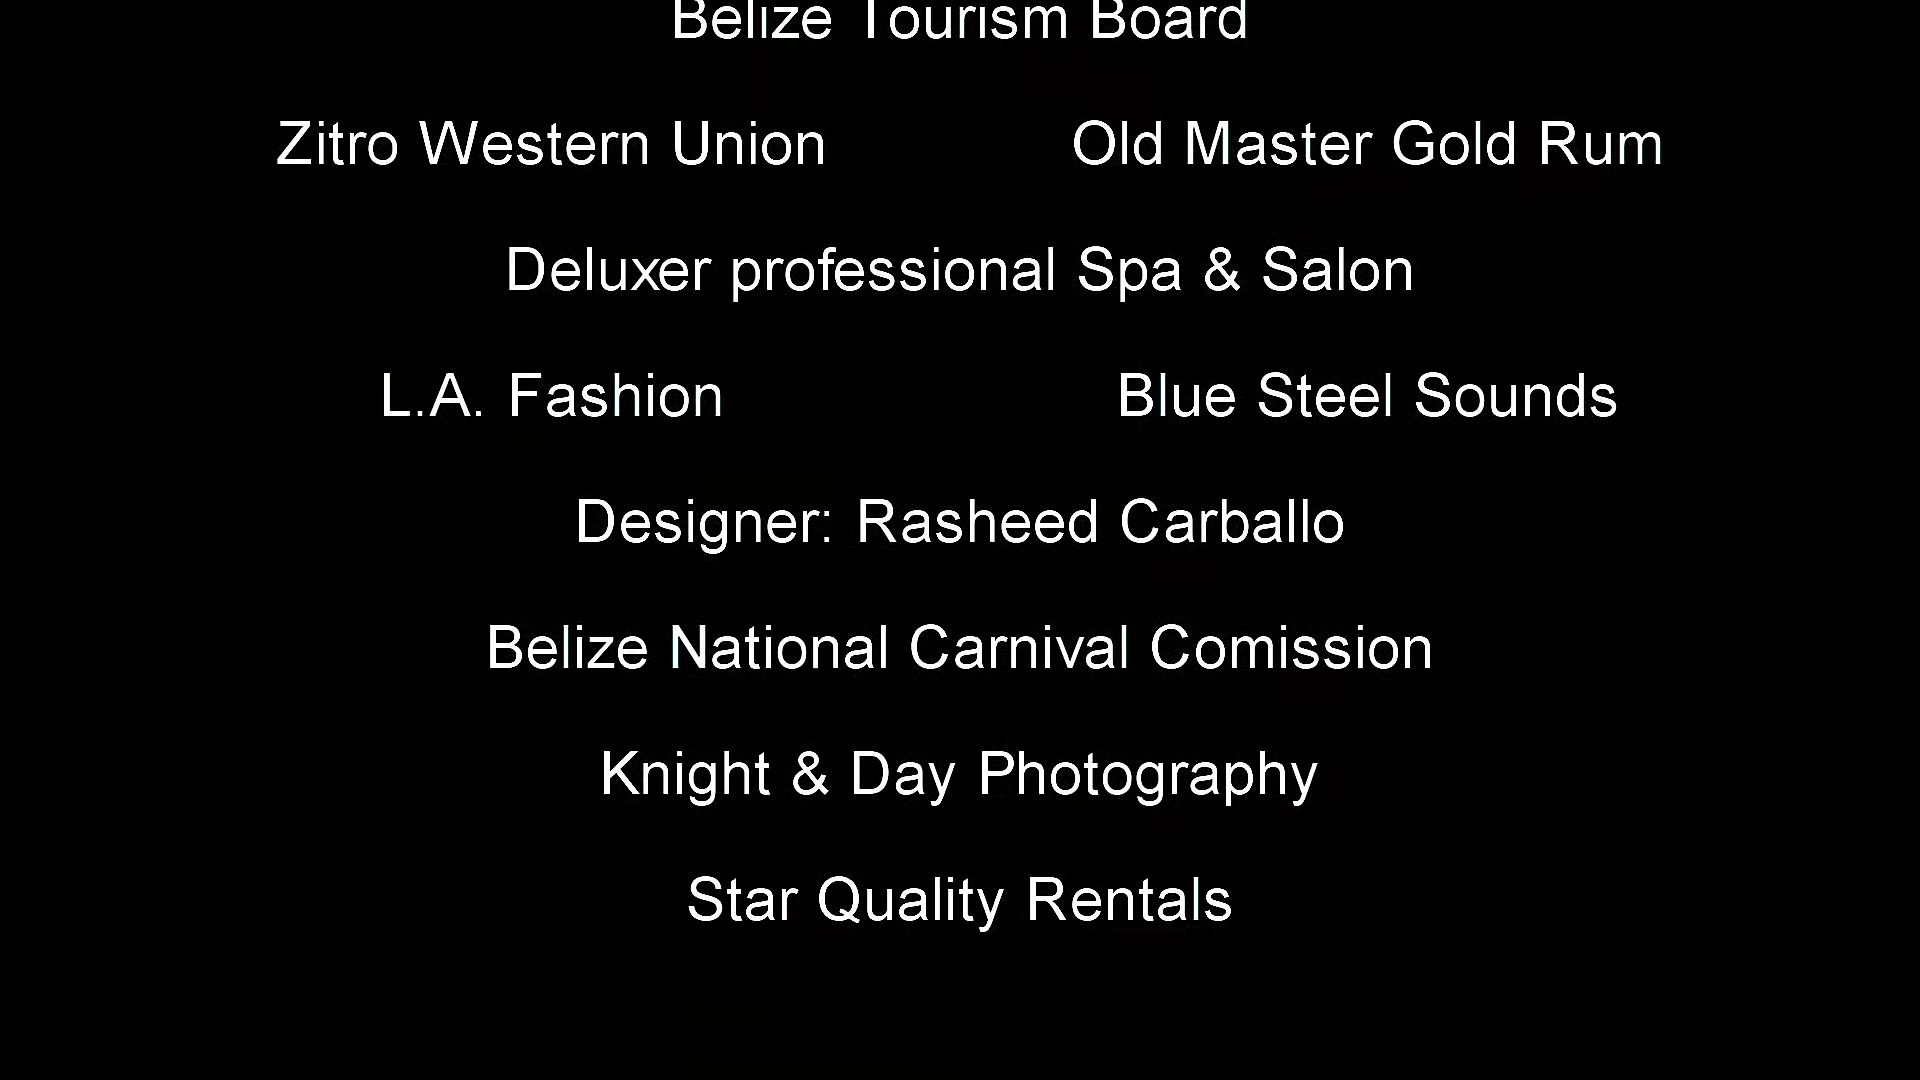 Belize Tourism Board
Zitro Western Union Old Master Gold Rum
Deluxer professional Spa & Salon
L.A. Fashion Blue Steel Sounds
Designer: Rasheed Carballo
Belize National Carnival Comission
Knight & Day Photography
Star Quality Rentals